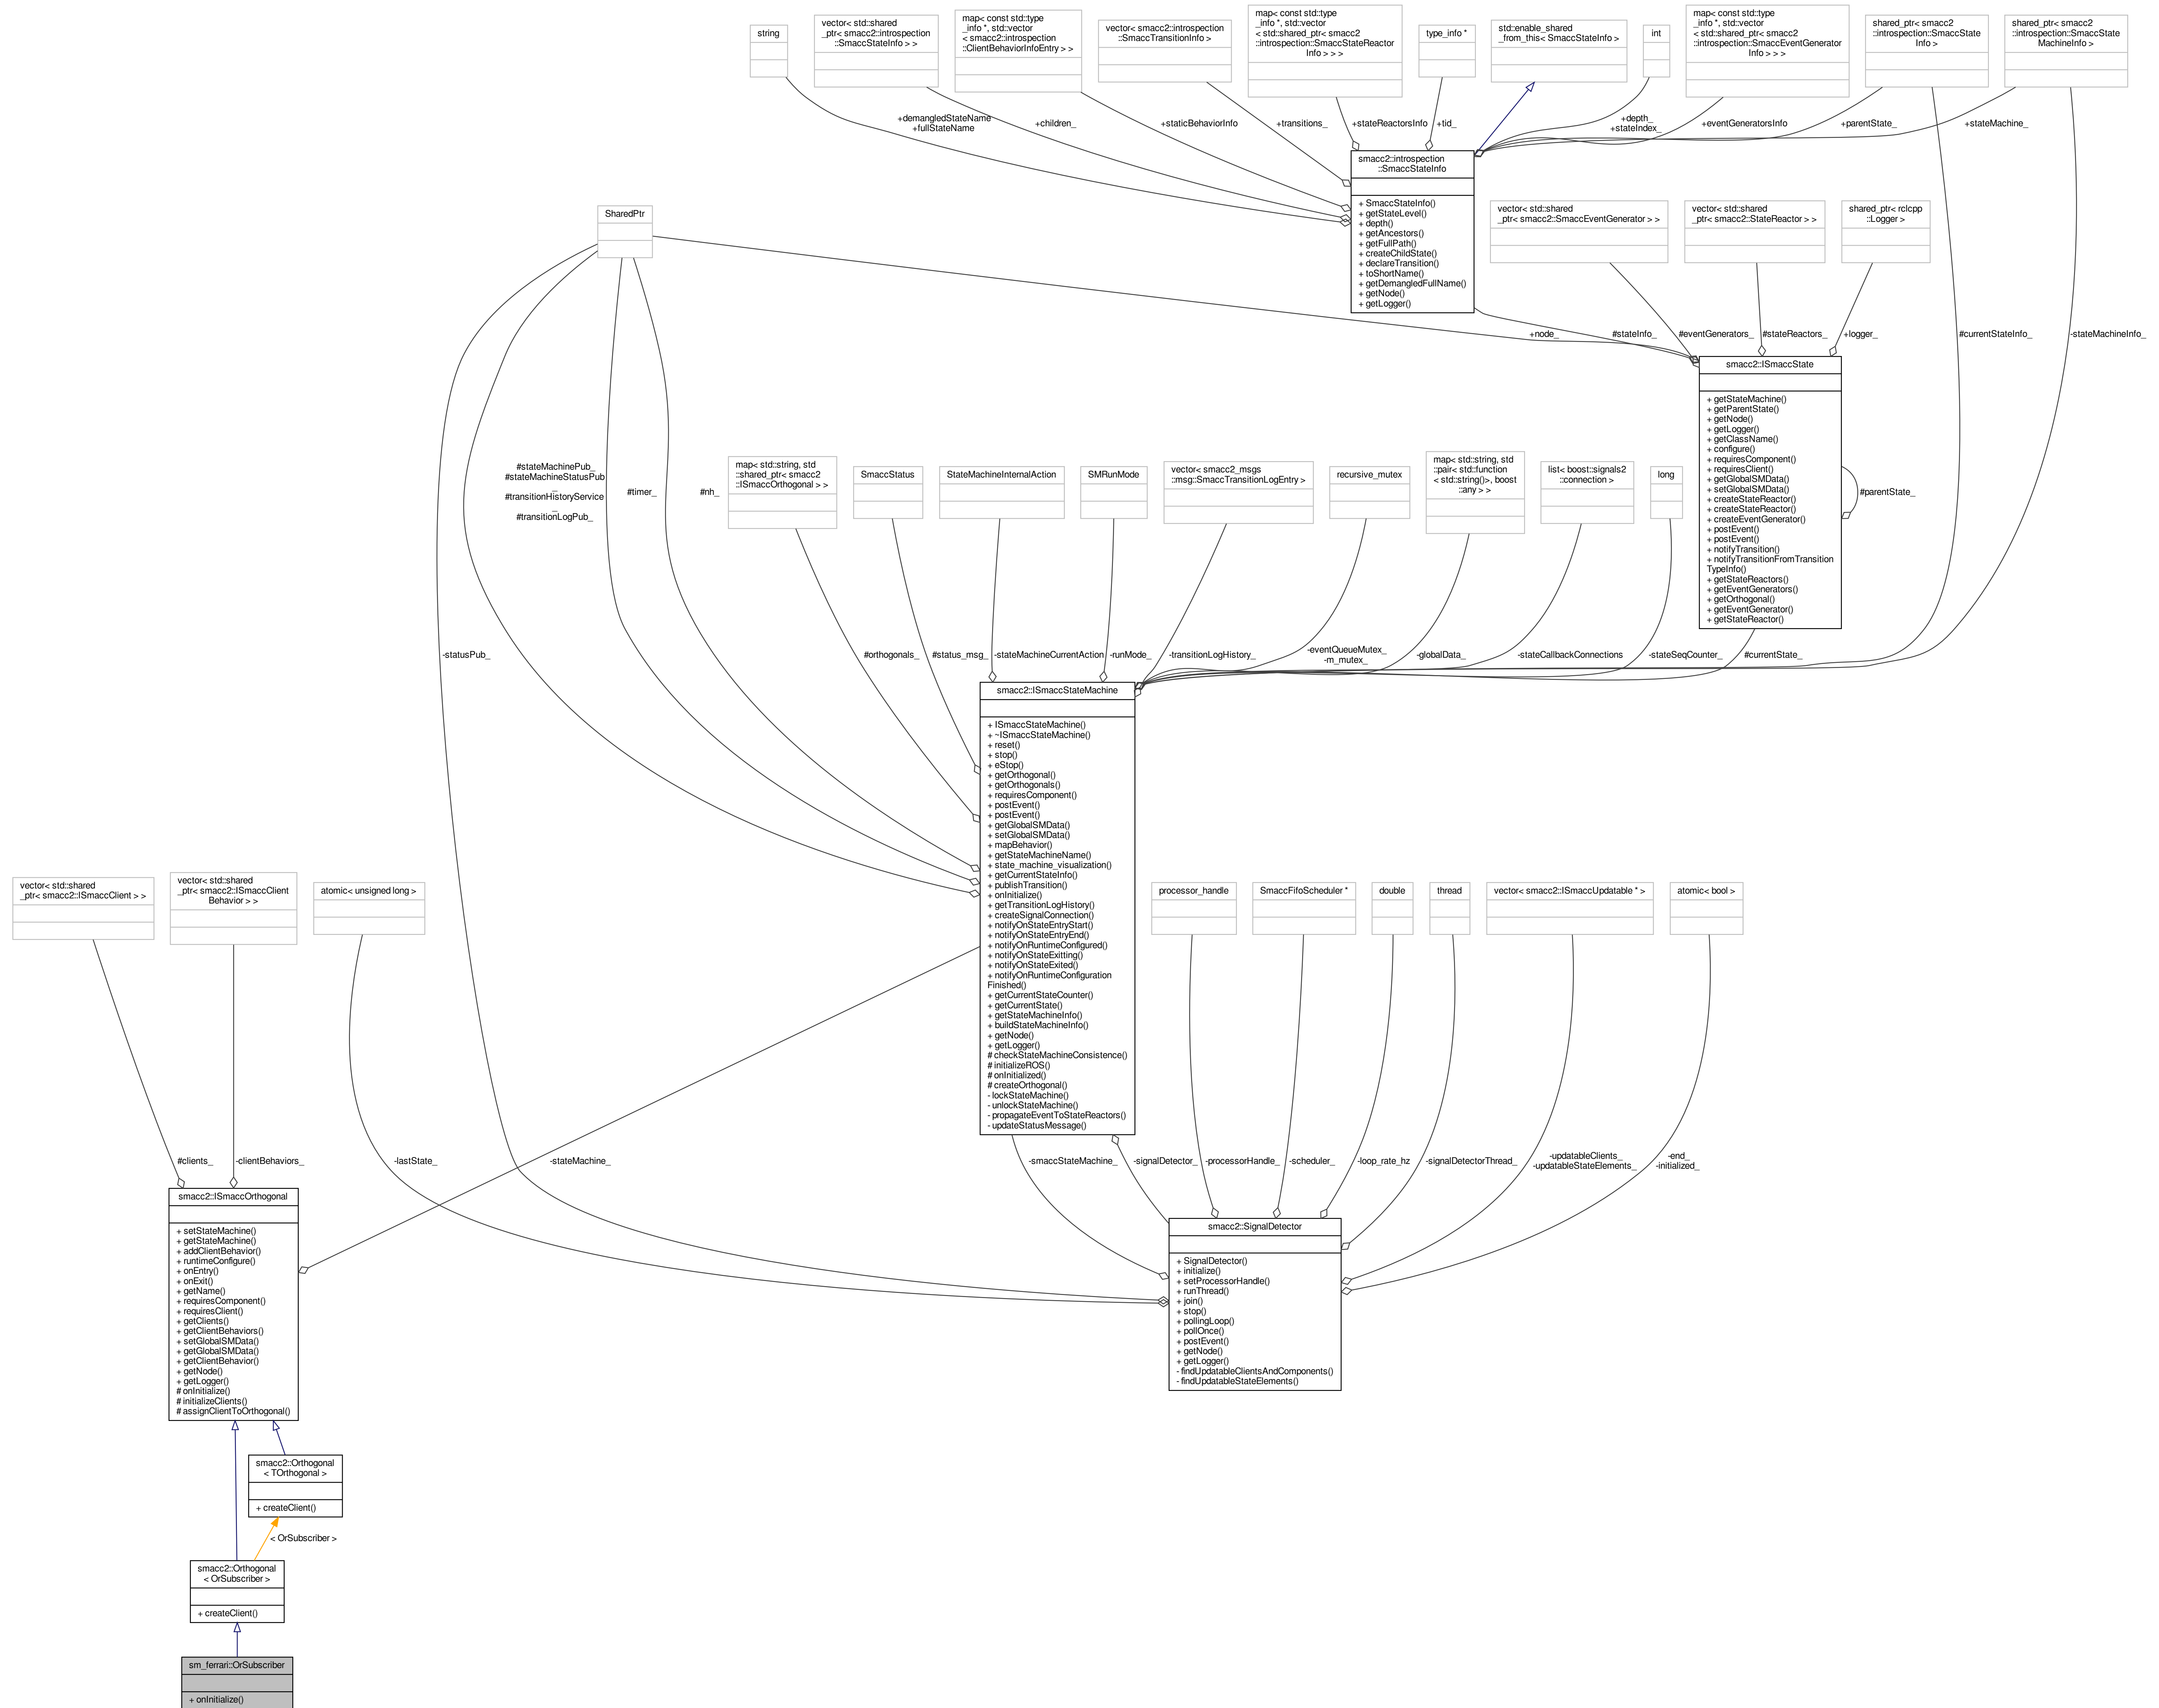 string
vector< std::shared
_ptr< smacc2::introspection
::SmaccStateInfo > >
map< const std::type
_info *, std::vector
< smacc2::introspection
::ClientBehaviorInfoEntry > >
vector< smacc2::introspection
::SmaccTransitionInfo >
map< const std::type
_info *, std::vector
< std::shared_ptr< smacc2
::introspection::SmaccStateReactor
Info > > >
type_info *
std::enable_shared
_from_this< SmaccStateInfo >
int
map< const std::type
_info *, std::vector
< std::shared_ptr< smacc2
::introspection::SmaccEventGenerator
Info > > >
shared_ptr< smacc2
::introspection::SmaccState
Info >
shared_ptr< smacc2
::introspection::SmaccState
MachineInfo >
+demangledStateName
+fullStateName
+children_
+staticBehaviorInfo
+transitions_
+stateReactorsInfo
+tid_
+depth_
+stateIndex_
+eventGeneratorsInfo
+parentState_
+stateMachine_
smacc2::introspection
::SmaccStateInfo
+ SmaccStateInfo()
+ getStateLevel()
+ depth()
+ getAncestors()
+ getFullPath()
+ createChildState()
+ declareTransition()
+ toShortName()
+ getDemangledFullName()
+ getNode()
+ getLogger()
SharedPtr
vector< std::shared
_ptr< smacc2::SmaccEventGenerator > >
vector< std::shared
_ptr< smacc2::StateReactor > >
shared_ptr< rclcpp
::Logger >
+node_
#stateInfo_
#eventGenerators_
#stateReactors_
+logger_
#currentStateInfo_
-stateMachineInfo_
smacc2::ISmaccState
+ getStateMachine()
+ getParentState()
+ getNode()
+ getLogger()
+ getClassName()
+ configure()
+ requiresComponent()
+ requiresClient()
+ getGlobalSMData()
+ setGlobalSMData()
+ createStateReactor()
+ createStateReactor()
+ createEventGenerator()
+ postEvent()
+ postEvent()
+ notifyTransition()
+ notifyTransitionFromTransition
TypeInfo()
+ getStateReactors()
+ getEventGenerators()
+ getOrthogonal()
+ getEventGenerator()
+ getStateReactor()
#parentState_
#stateMachinePub_
#stateMachineStatusPub
_
#transitionHistoryService
_
#transitionLogPub_
#timer_
#nh_
map< std::string, std
::shared_ptr< smacc2
::ISmaccOrthogonal > >
SmaccStatus
StateMachineInternalAction
SMRunMode
vector< smacc2_msgs
::msg::SmaccTransitionLogEntry >
recursive_mutex
map< std::string, std
::pair< std::function
< std::string()>, boost
::any > >
list< boost::signals2
::connection >
long
-statusPub_
#orthogonals_
#status_msg_
-stateMachineCurrentAction
-runMode_
-transitionLogHistory_
-eventQueueMutex_
-m_mutex_
-globalData_
-stateCallbackConnections
-stateSeqCounter_
#currentState_
smacc2::ISmaccStateMachine
+ ISmaccStateMachine()
+ ~ISmaccStateMachine()
+ reset()
+ stop()
+ eStop()
+ getOrthogonal()
+ getOrthogonals()
+ requiresComponent()
+ postEvent()
+ postEvent()
+ getGlobalSMData()
+ setGlobalSMData()
+ mapBehavior()
+ getStateMachineName()
+ state_machine_visualization()
+ getCurrentStateInfo()
+ publishTransition()
+ onInitialize()
+ getTransitionLogHistory()
+ createSignalConnection()
+ notifyOnStateEntryStart()
+ notifyOnStateEntryEnd()
+ notifyOnRuntimeConfigured()
+ notifyOnStateExitting()
+ notifyOnStateExited()
+ notifyOnRuntimeConfiguration
Finished()
+ getCurrentStateCounter()
+ getCurrentState()
+ getStateMachineInfo()
+ buildStateMachineInfo()
+ getNode()
+ getLogger()
# checkStateMachineConsistence()
# initializeROS()
# onInitialized()
# createOrthogonal()
- lockStateMachine()
- unlockStateMachine()
- propagateEventToStateReactors()
- updateStatusMessage()
vector< std::shared
_ptr< smacc2::ISmaccClient > >
vector< std::shared
_ptr< smacc2::ISmaccClient
Behavior > >
atomic< unsigned long >
processor_handle
SmaccFifoScheduler *
double
thread
vector< smacc2::ISmaccUpdatable * >
atomic< bool >
#clients_
-clientBehaviors_
-lastState_
-stateMachine_
-smaccStateMachine_
-signalDetector_
-processorHandle_
-scheduler_
-loop_rate_hz
-signalDetectorThread_
-updatableClients_
-updatableStateElements_
-end_
-initialized_
smacc2::ISmaccOrthogonal
+ setStateMachine()
+ getStateMachine()
+ addClientBehavior()
+ runtimeConfigure()
+ onEntry()
+ onExit()
+ getName()
+ requiresComponent()
+ requiresClient()
+ getClients()
+ getClientBehaviors()
+ setGlobalSMData()
+ getGlobalSMData()
+ getClientBehavior()
+ getNode()
+ getLogger()
# onInitialize()
# initializeClients()
# assignClientToOrthogonal()
smacc2::SignalDetector
+ SignalDetector()
+ initialize()
+ setProcessorHandle()
+ runThread()
+ join()
+ stop()
+ pollingLoop()
+ pollOnce()
+ postEvent()
+ getNode()
+ getLogger()
- findUpdatableClientsAndComponents()
- findUpdatableStateElements()
smacc2::Orthogonal
< TOrthogonal >
+ createClient()
< OrSubscriber >
smacc2::Orthogonal
< OrSubscriber >
+ createClient()
sm_ferrari::OrSubscriber
+ onInitialize()